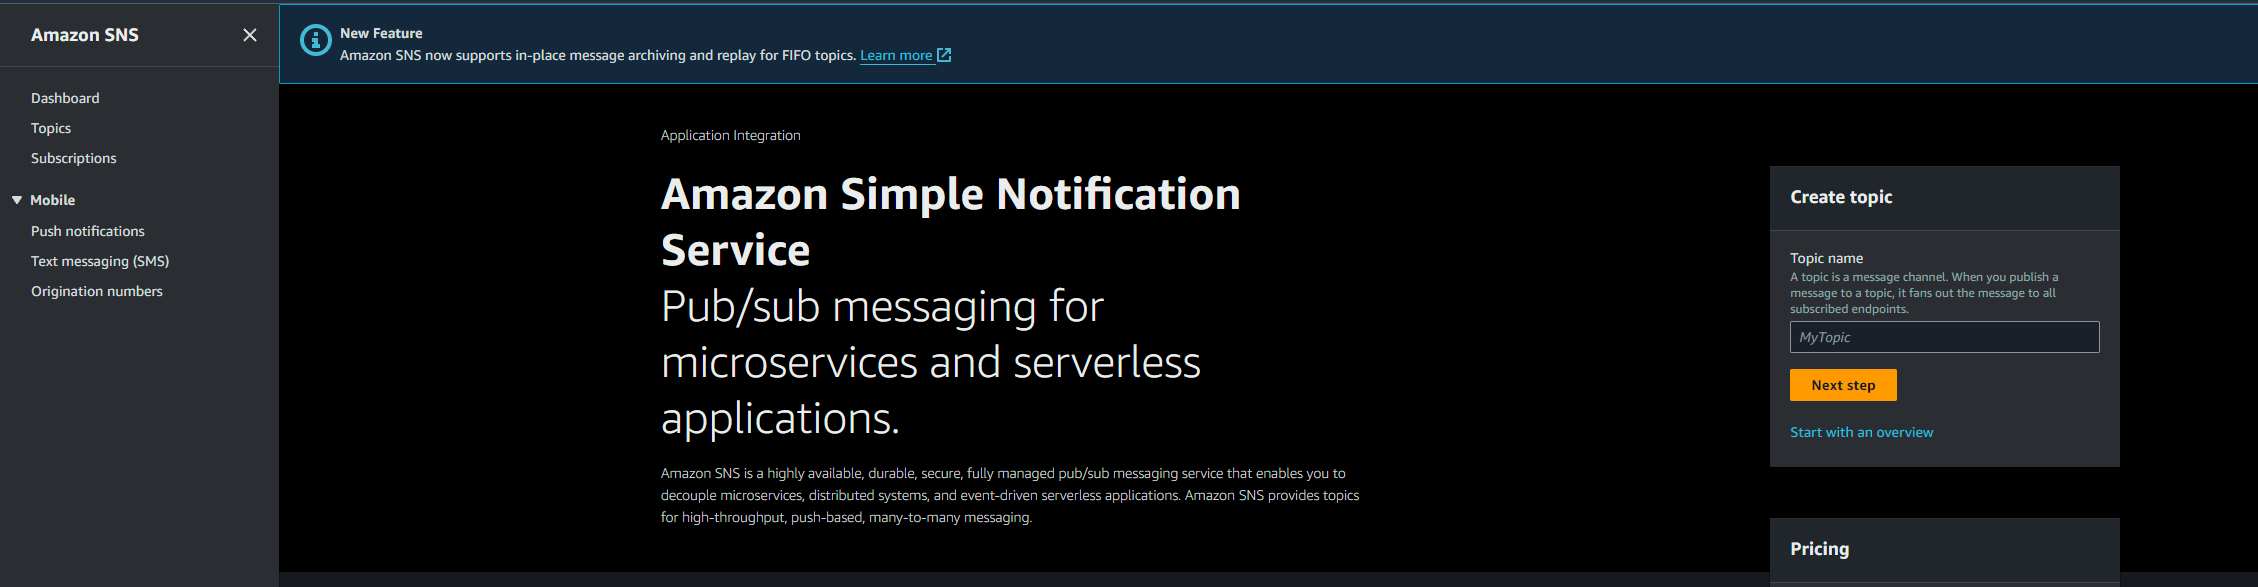 Amazon SNS
Dashboard
Topics
Subscriptions
Mobile
Push notifications
Text messaging (SMS)
Origination numbers
New Feature
Amazon SNS now supports in-place message archiving and replay for FIFO topics. Learn more
Application Integration
Amazon Simple Notification
Service
Pub/sub messaging for
microservices and serverless
applications.
Amazon SNS is a highly available, durable, secure, fully managed pub/sub messaging service that enables you to
decouple microservices, distributed systems, and event-driven serverless applications. Amazon SNS provides topics
for high-throughput, push-based, many-to-many messaging.
Create topic
Topic name
A topic is a message channel. When you publish a
message to a topic, it fans out the message to all
subscribed endpoints.
MyTopic
Next step
Start with an overview
Pricing